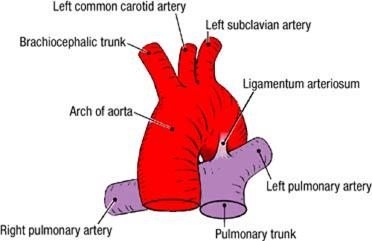 Left common carotid artery
Left subclavian artery
Brachiocephalic trunk
Ligamentum arteriosum
Arch of aorta
Left pulmonary artery
Right pulmonary artery
Pulmonary trunk